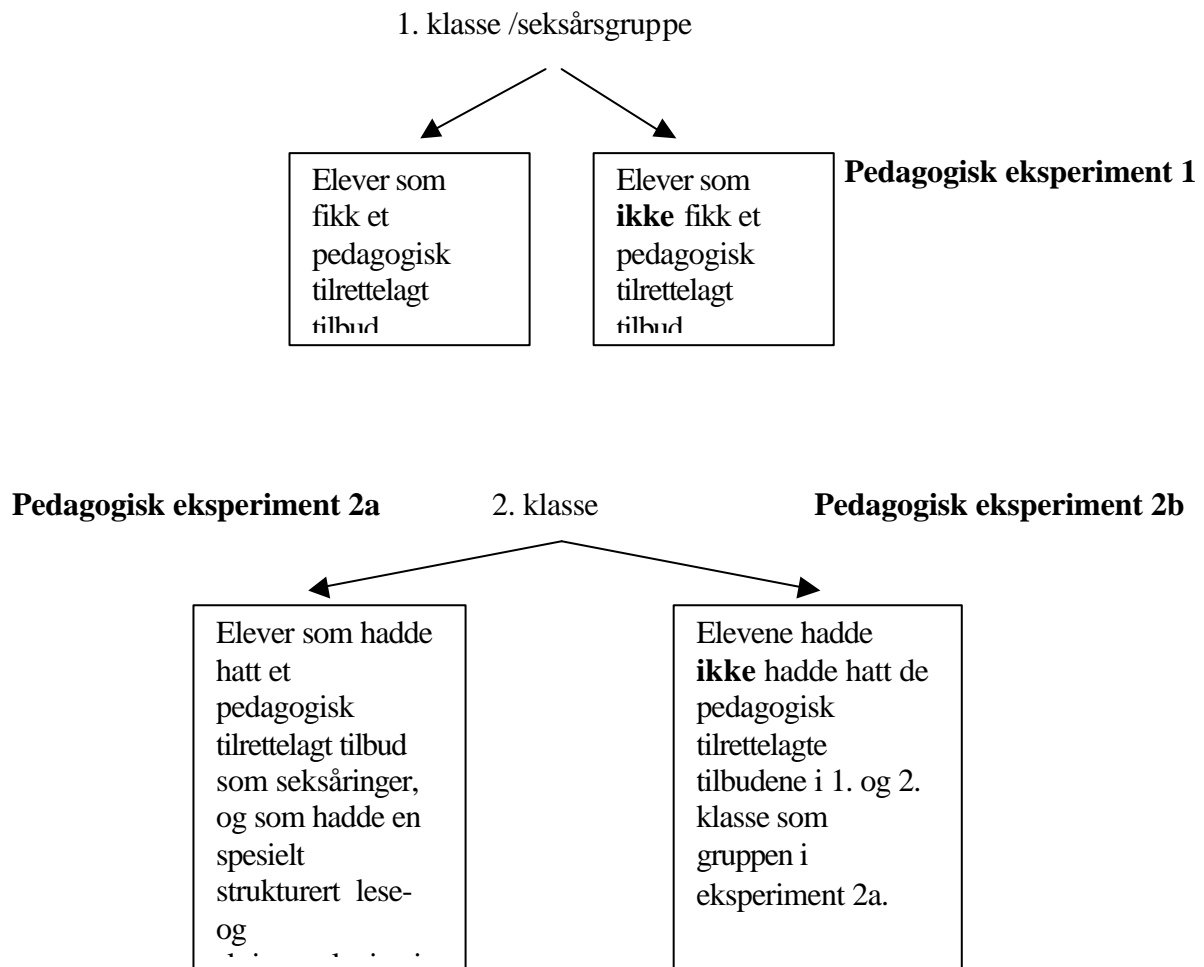 1. klasse /seksårsgruppe
Elever som
fikk et
pedagogisk
tilrettelagt
tilbud
Elever som
ikke fikk et
pedagogisk
tilrettelagt
tilbud
Pedagogisk eksperiment 1
Pedagogisk eksperiment 2a
2. klasse
Pedagogisk eksperiment 2b
Elever som hadde
hatt et
pedagogisk
tilrettelagt tilbud
som seksåringer,
og som hadde en
spesielt
strukturert lese-
og
Elevene hadde
ikke hadde hatt de
pedagogisk
tilrettelagte
tilbudene i 1. og 2.
klasse som
gruppen i
eksperiment 2a.